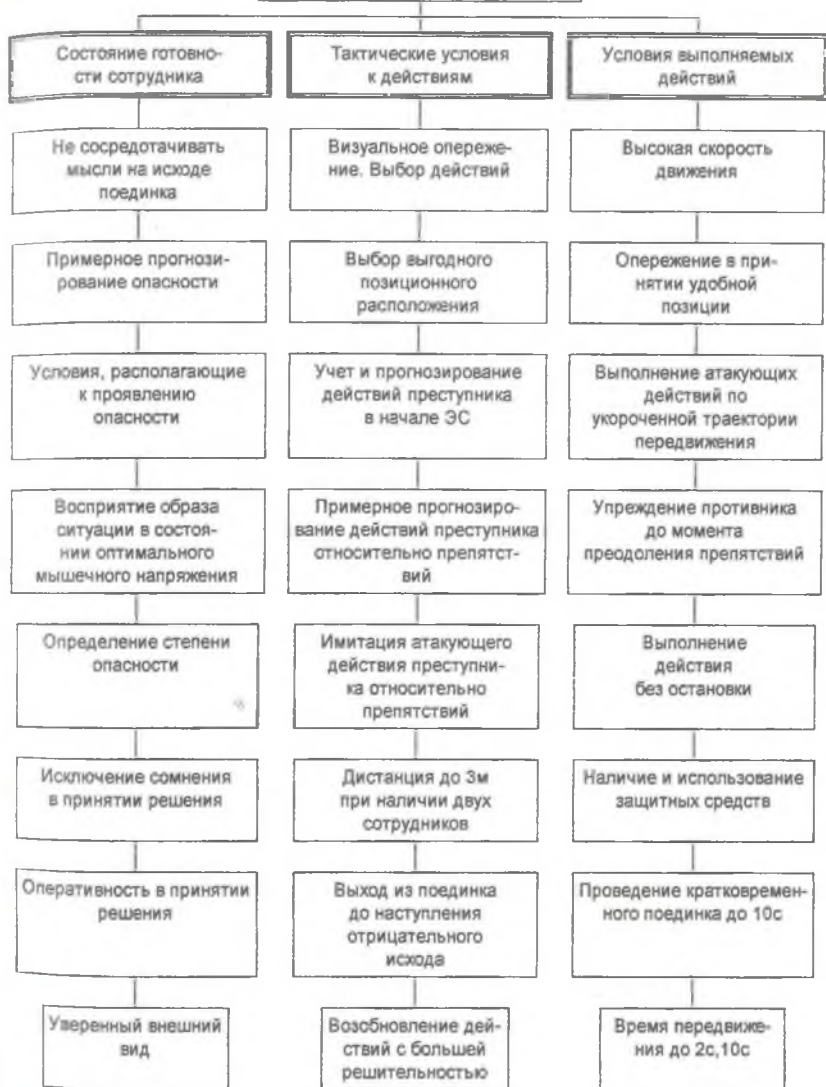 Состояние готовно-
сти сотрудника
Не сосредотачивать
мысли на исходе
поединка
Примерное прогнози-
рование опасности
Условия, располагающие
к проявлению
опасности
Восприятие образа
ситуации в состоя-
нии оптимального
мышечного напряжения
Определение степени
опасности
Исключение сомнения
в принятии решения
Оперативность в принятии
решения
Уверенный внешний
вид
Тактические условия
к действиям
Визуальное опереже-
ние. Выбор действий
Выбор выгодного
позиционного
расположения
Учет и прогнозирование
действий преступника
в начале ЭС
Примерное прогнозиро-
вание действий преступника
относительно препятст-
вий
Имитация атакующего
действия преступни-
ка относительно
препятствий
Дистанция до 3м
при наличии двух
сотрудников
Выход из поединка
до наступления
отрицательного
исхода
Возобновление дей-
ствий с большей
решительностью
Условия выполняемых
действий
Высокая скорость
движения
Опережение в при-
нятии удобной
позиции
Выполнение атакующих
действий по
укороченной траектории
передвижения
Упреждение противника
до момента
преодоления препятствий
Выполнение
действия
без остановки
Наличие и использование
защитных средств
Проведение кратковремен-
ного поединка до 10с
Время передвиже-
ния до 2с,10с